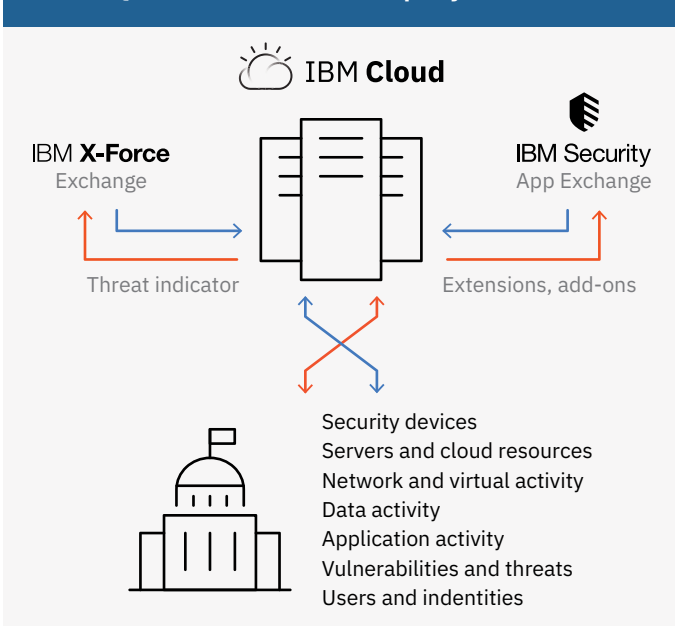 IBM Cloud
IBM X-Force
Exchange
IBM Security
App Exchange
Threat indicator
Extensions, add-ons
Security devices
Servers and cloud resources
Network and virtual activity
Data activity
Application activity
Vulnerabilities and threats
Users and indentities